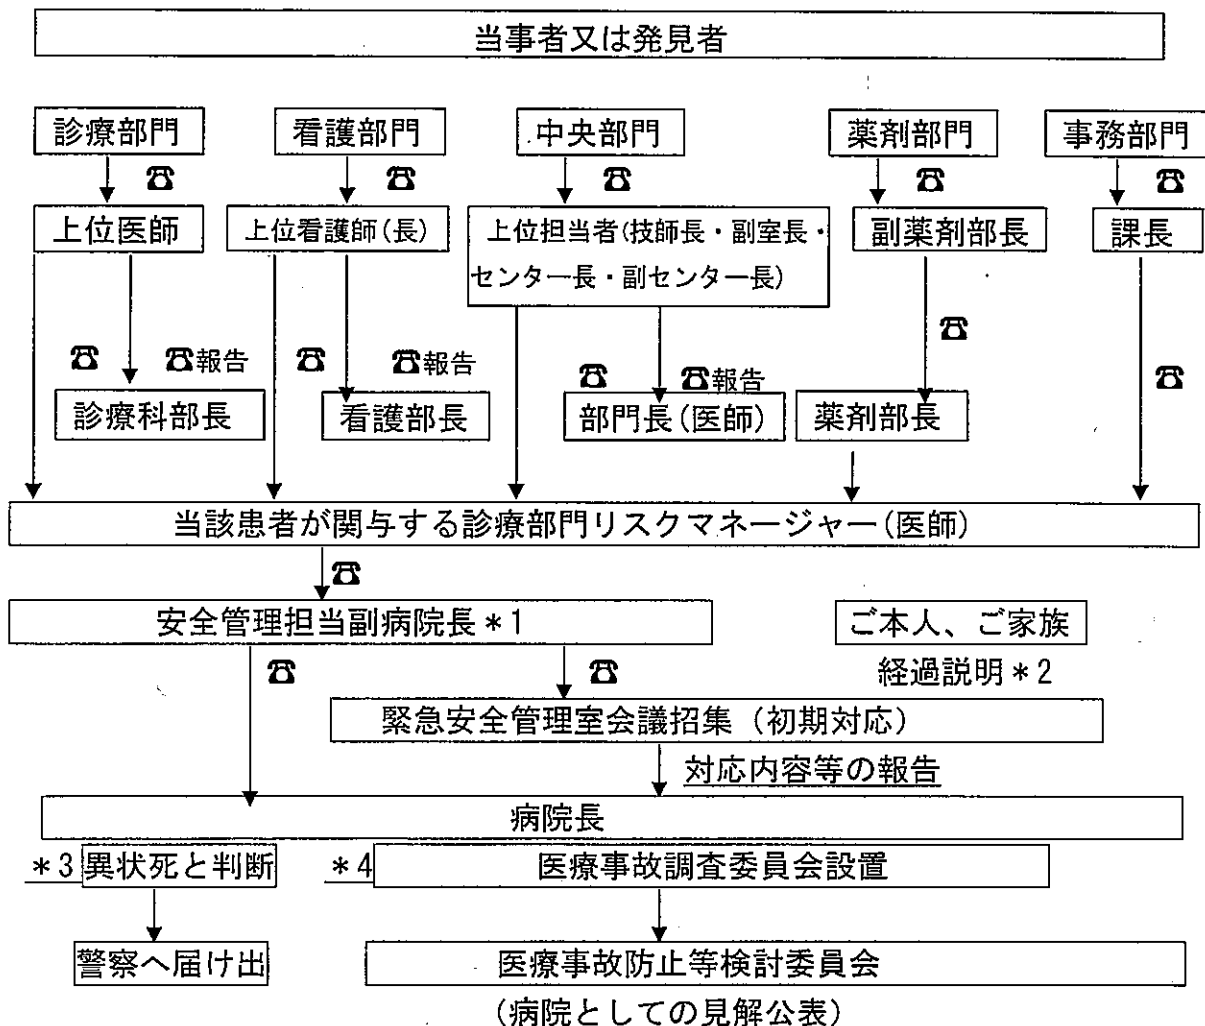 当事者又は発見者
診療部門 看護部門 中央部門 薬剤部門 事務部門
☎ ☎ ☎ ☎ ☎
上位医師 上位看護師(長) 上位担当者(技師長・副室長・センター長・副センター長) 副薬剤部長 課長
☎ ☎報告 ☎ ☎報告 ☎ ☎報告 ☎ ☎
診療科部長 看護部長 部門長(医師) 薬剤部長
当該患者が関与する診療部門リスクマネージャー(医師)
☎
安全管理担当副病院長*1 ご本人、ご家族
☎ ☎ 経過説明*2
緊急安全管理室会議招集(初期対応)
対応内容等の報告
病院長
*3 異状死と判断 *4 医療事故調査委員会設置
警察へ届け出 医療事故防止等検討委員会
(病院としての見解公表)